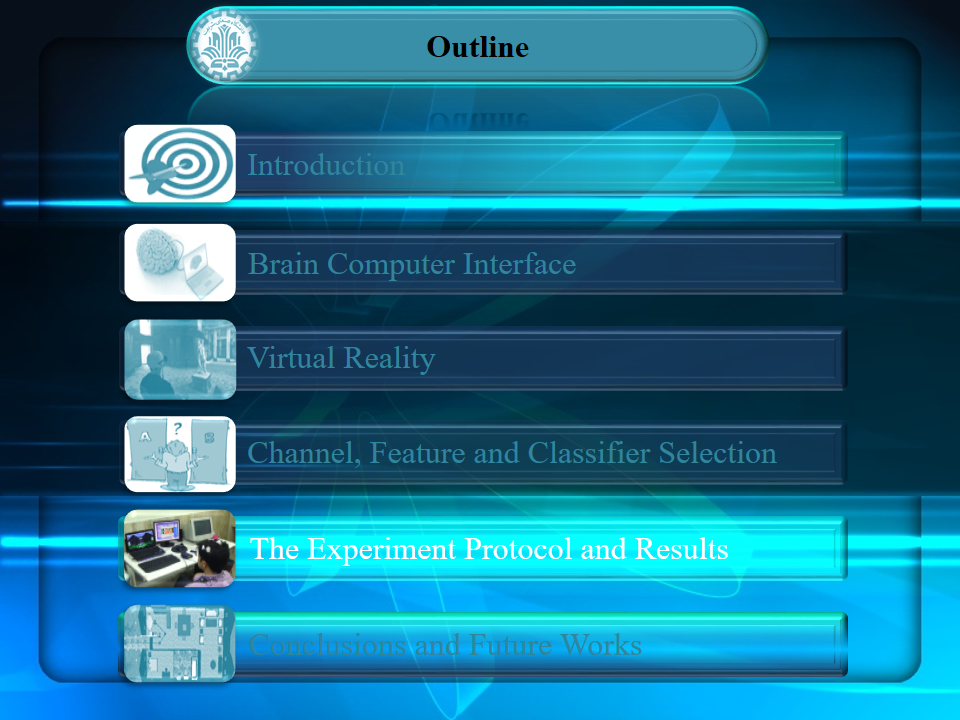 Outline
Introduction
Brain Computer Interface
Virtual Reality
A ? B
Channel, Feature and Classifier Selection
The Experiment Protocol and Results
Conclusions and Future Works